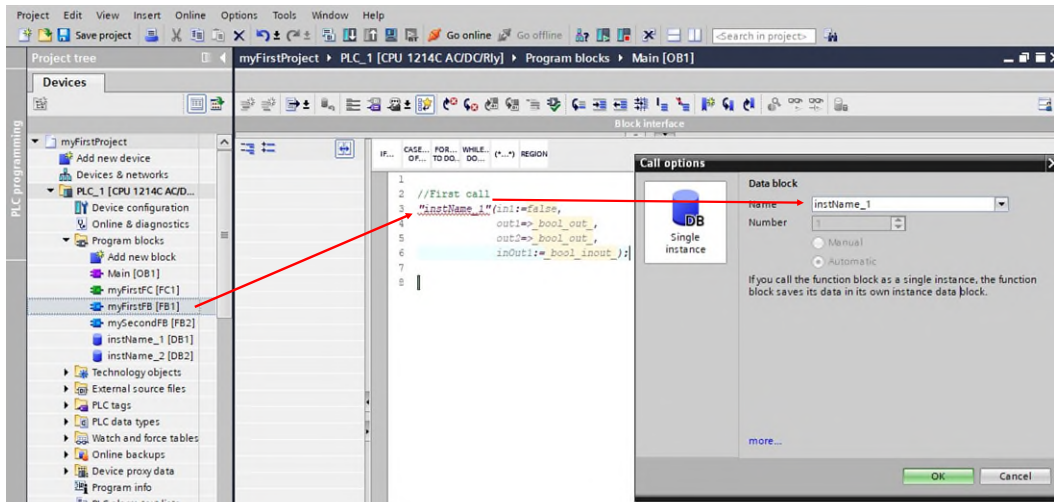 Project Edit View Insert Online Options Tools Window Help
Save project
Go online
Go offline
<Search in project>
Project tree
myFirstProject
PLC_1 [CPU 1214C AC/DC/Rly]
Program blocks
Main [OB1]
Devices
PLC programming
Block interface
myFirstProject
Add new device
Devices & networks
PLC_1 [CPU 1214C AC/D...
Device configuration
Online & diagnostics
Program blocks
Add new block
Main [OB1]
myFirstFC [FC1]
myFirstFB [FB1]
mySecondFB [FB2]
instName_1 [DB1]
instName_2 [DB2]
Technology objects
External source files
PLC tags
PLC data types
Watch and force tables
Online backups
Device proxy data
Program info
IF...
CASE... OF...
FOR... TO DO...
WHILE... DO...
(*...*)
REGION
1
2 //First call
3 "instName_1"(in1:=false,
4 out1=>_bool_out_,
5 out2=>_bool_out_,
6 inOut1:=_bool_inout_);
7
8
Call options
DB
Single
instance
Data block
Name instName_1
Number 1
Manual
Automatic
If you call the function block as a single instance, the function
block saves its data in its own instance data block.
more...
OK
Cancel